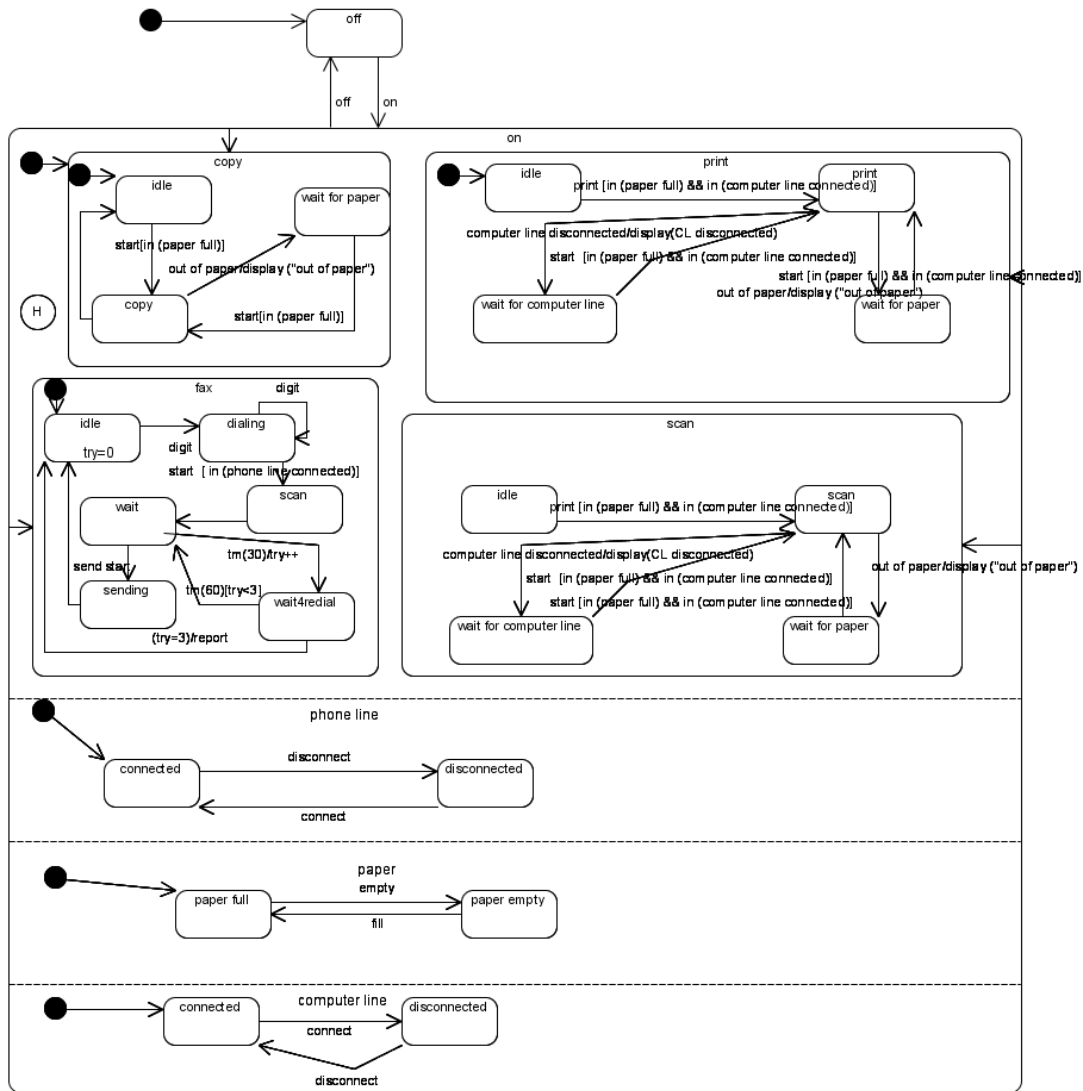 off
off
on
on
copy
idle
wait for paper
start[in (paper full)]
out of paper/display ("out of paper")
copy
start[in (paper full)]
H
print
idle
print
print [in (paper full) && in (computer line connected)]
computer line disconnected/display(CL disconnected)
start [in (paper full) && in (computer line connected)]
start [in (paper full) && in (computer line connected)]
out of paper/display ("out of paper")
wait for computer line
wait for paper
fax
digit
idle
try=0
dialing
digit
start [ in (phone line connected)]
scan
wait
tm(30)/try++
send start
tm(60)[try<3]
sending
wait4redial
(try=3)/report
scan
idle
scan
print [in (paper full) && in (computer line connected)]
computer line disconnected/display(CL disconnected)
out of paper/display ("out of paper")
start [in (paper full) && in (computer line connected)]
start [in (paper full) && in (computer line connected)]
wait for computer line
wait for paper
phone line
connected
disconnect
disconnected
connect
paper
empty
paper full
paper empty
fill
computer line
connected
disconnected
connect
disconnect